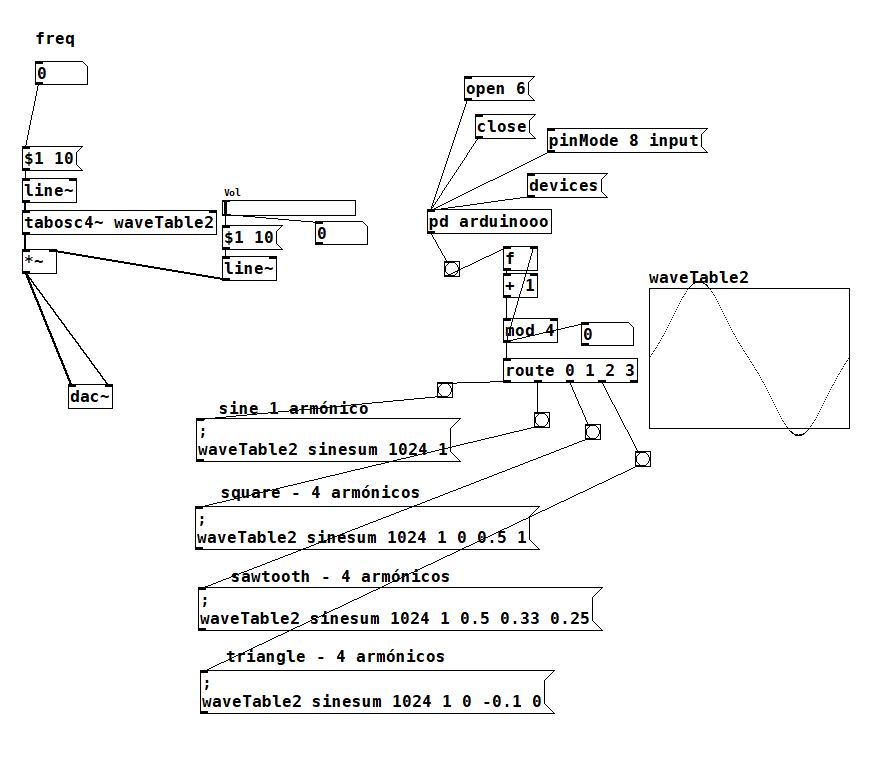 freq
0
$1 10
line~
tabosc4~ waveTable2
*~
dac~
Vol
$1 10
0
line~
open 6
close
pinMode 8 input
devices
pd arduinooo
f
+ 1
mod 4
0
route 0 1 2 3
waveTable2
sine 1 armónico
;
waveTable2 sinesum 1024 1
square - 4 armónicos
;
waveTable2 sinesum 1024 1 0 0.5 1
sawtooth - 4 armónicos
;
waveTable2 sinesum 1024 1 0.5 0.33 0.25
triangle - 4 armónicos
;
waveTable2 sinesum 1024 1 0 -0.1 0